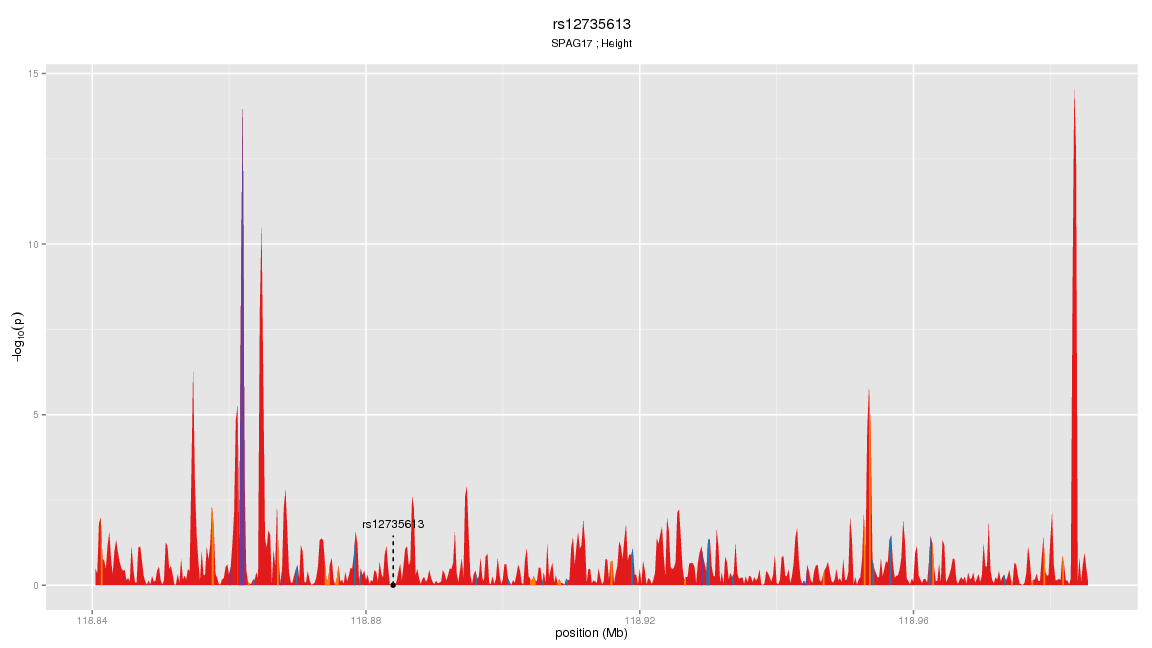 rs12735613
SPAG17 ; Height
15
10
5
0
−log10(p)
rs12735613
118.84
118.88
118.92
118.96
position (Mb)